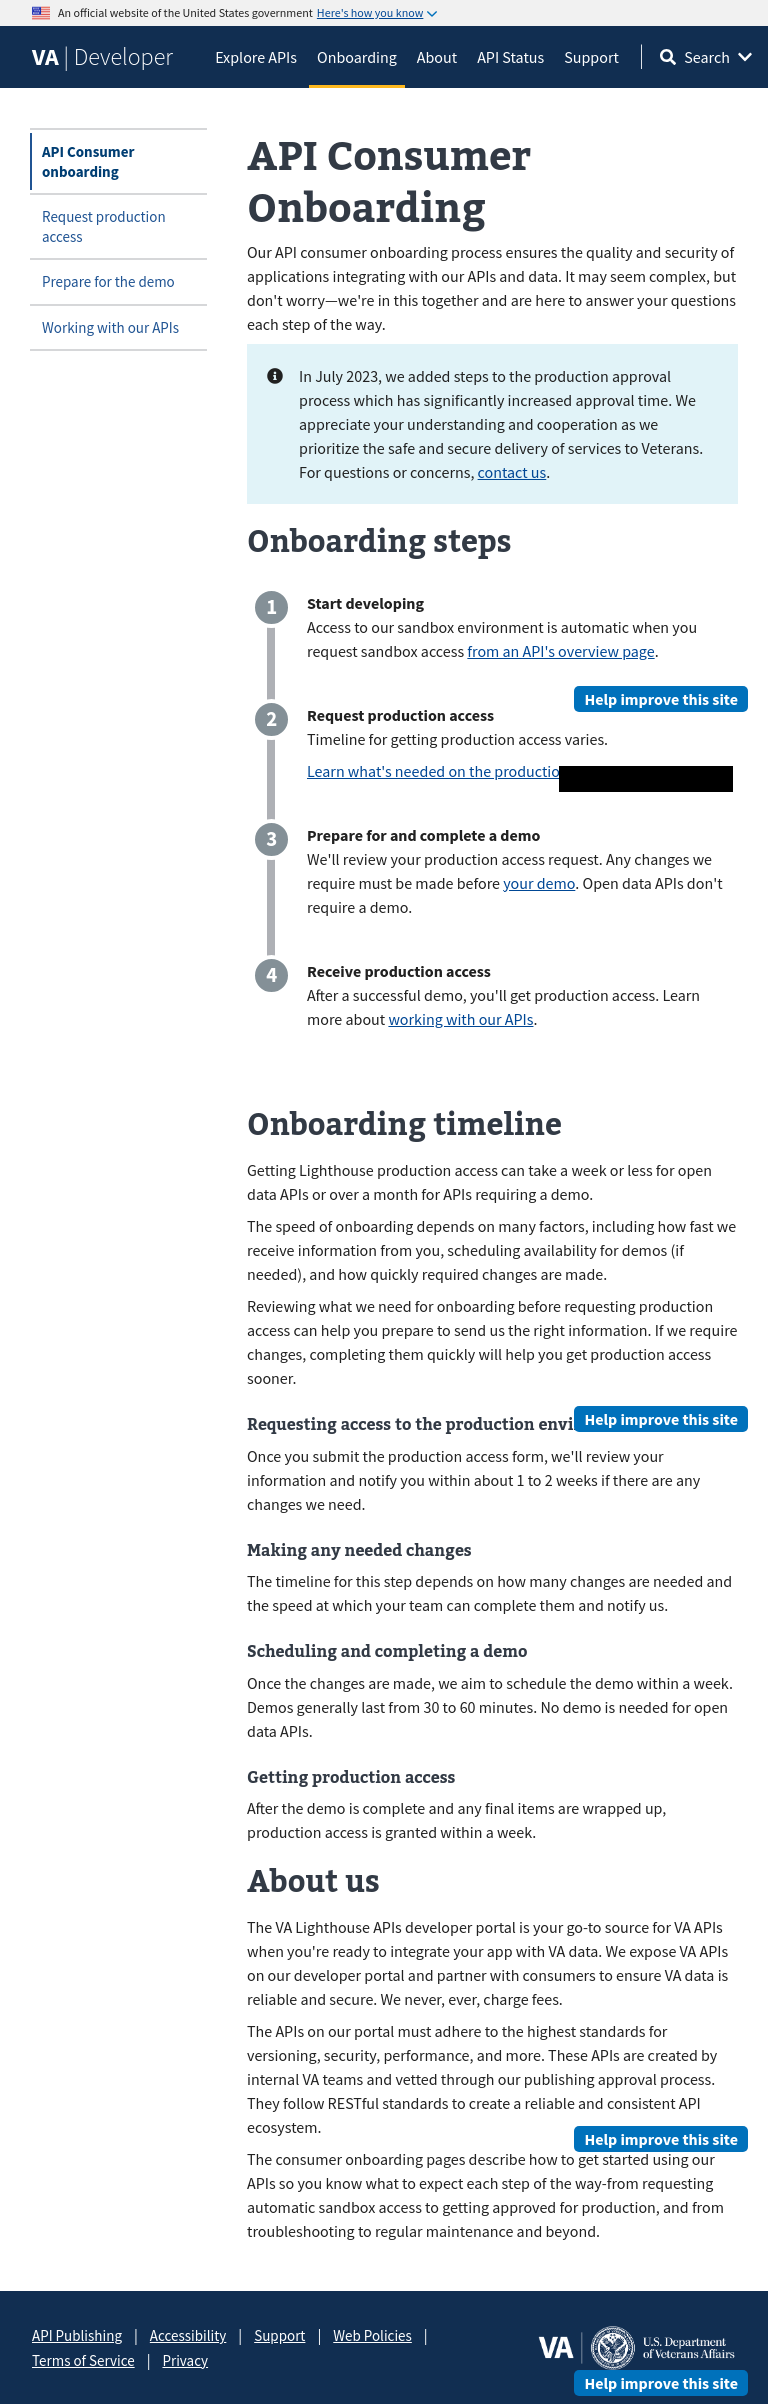 An official website of the United States government Here's how you know
VA | Developer
Explore APIs
Onboarding
About
API Status
Support
Search
API Consumer
onboarding
Request production
access
Prepare for the demo
Working with our APIs
API Consumer
Onboarding
Our API consumer onboarding process ensures the quality and security of
applications integrating with our APIs and data. It may seem complex, but
don't worry—we're in this together and are here to answer your questions
each step of the way.
In July 2023, we added steps to the production approval
process which has significantly increased approval time. We
appreciate your understanding and cooperation as we
prioritize the safe and secure delivery of services to Veterans.
For questions or concerns, contact us.
Onboarding steps
1
Start developing
Access to our sandbox environment is automatic when you
request sandbox access from an API's overview page.
Help improve this site
2
Request production access
Timeline for getting production access varies.
Learn what's needed on the productio
3
Prepare for and complete a demo
We'll review your production access request. Any changes we
require must be made before your demo. Open data APIs don't
require a demo.
4
Receive production access
After a successful demo, you'll get production access. Learn
more about working with our APIs.
Onboarding timeline
Getting Lighthouse production access can take a week or less for open
data APIs or over a month for APIs requiring a demo.
The speed of onboarding depends on many factors, including how fast we
receive information from you, scheduling availability for demos (if
needed), and how quickly required changes are made.
Reviewing what we need for onboarding before requesting production
access can help you prepare to send us the right information. If we require
changes, completing them quickly will help you get production access
sooner.
Requesting access to the production envi
Help improve this site
Once you submit the production access form, we'll review your
information and notify you within about 1 to 2 weeks if there are any
changes we need.
Making any needed changes
The timeline for this step depends on how many changes are needed and
the speed at which your team can complete them and notify us.
Scheduling and completing a demo
Once the changes are made, we aim to schedule the demo within a week.
Demos generally last from 30 to 60 minutes. No demo is needed for open
data APIs.
Getting production access
After the demo is complete and any final items are wrapped up,
production access is granted within a week.
About us
The VA Lighthouse APIs developer portal is your go-to source for VA APIs
when you're ready to integrate your app with VA data. We expose VA APIs
on our developer portal and partner with consumers to ensure VA data is
reliable and secure. We never, ever, charge fees.
The APIs on our portal must adhere to the highest standards for
versioning, security, performance, and more. These APIs are created by
internal VA teams and vetted through our publishing approval process.
They follow RESTful standards to create a reliable and consistent API
ecosystem.
Help improve this site
The consumer onboarding pages describe how to get started using our
APIs so you know what to expect each step of the way-from requesting
automatic sandbox access to getting approved for production, and from
troubleshooting to regular maintenance and beyond.
API Publishing | Accessibility | Support | Web Policies |
Terms of Service | Privacy
VA
U.S. Department
of Veterans Affairs
Help improve this site